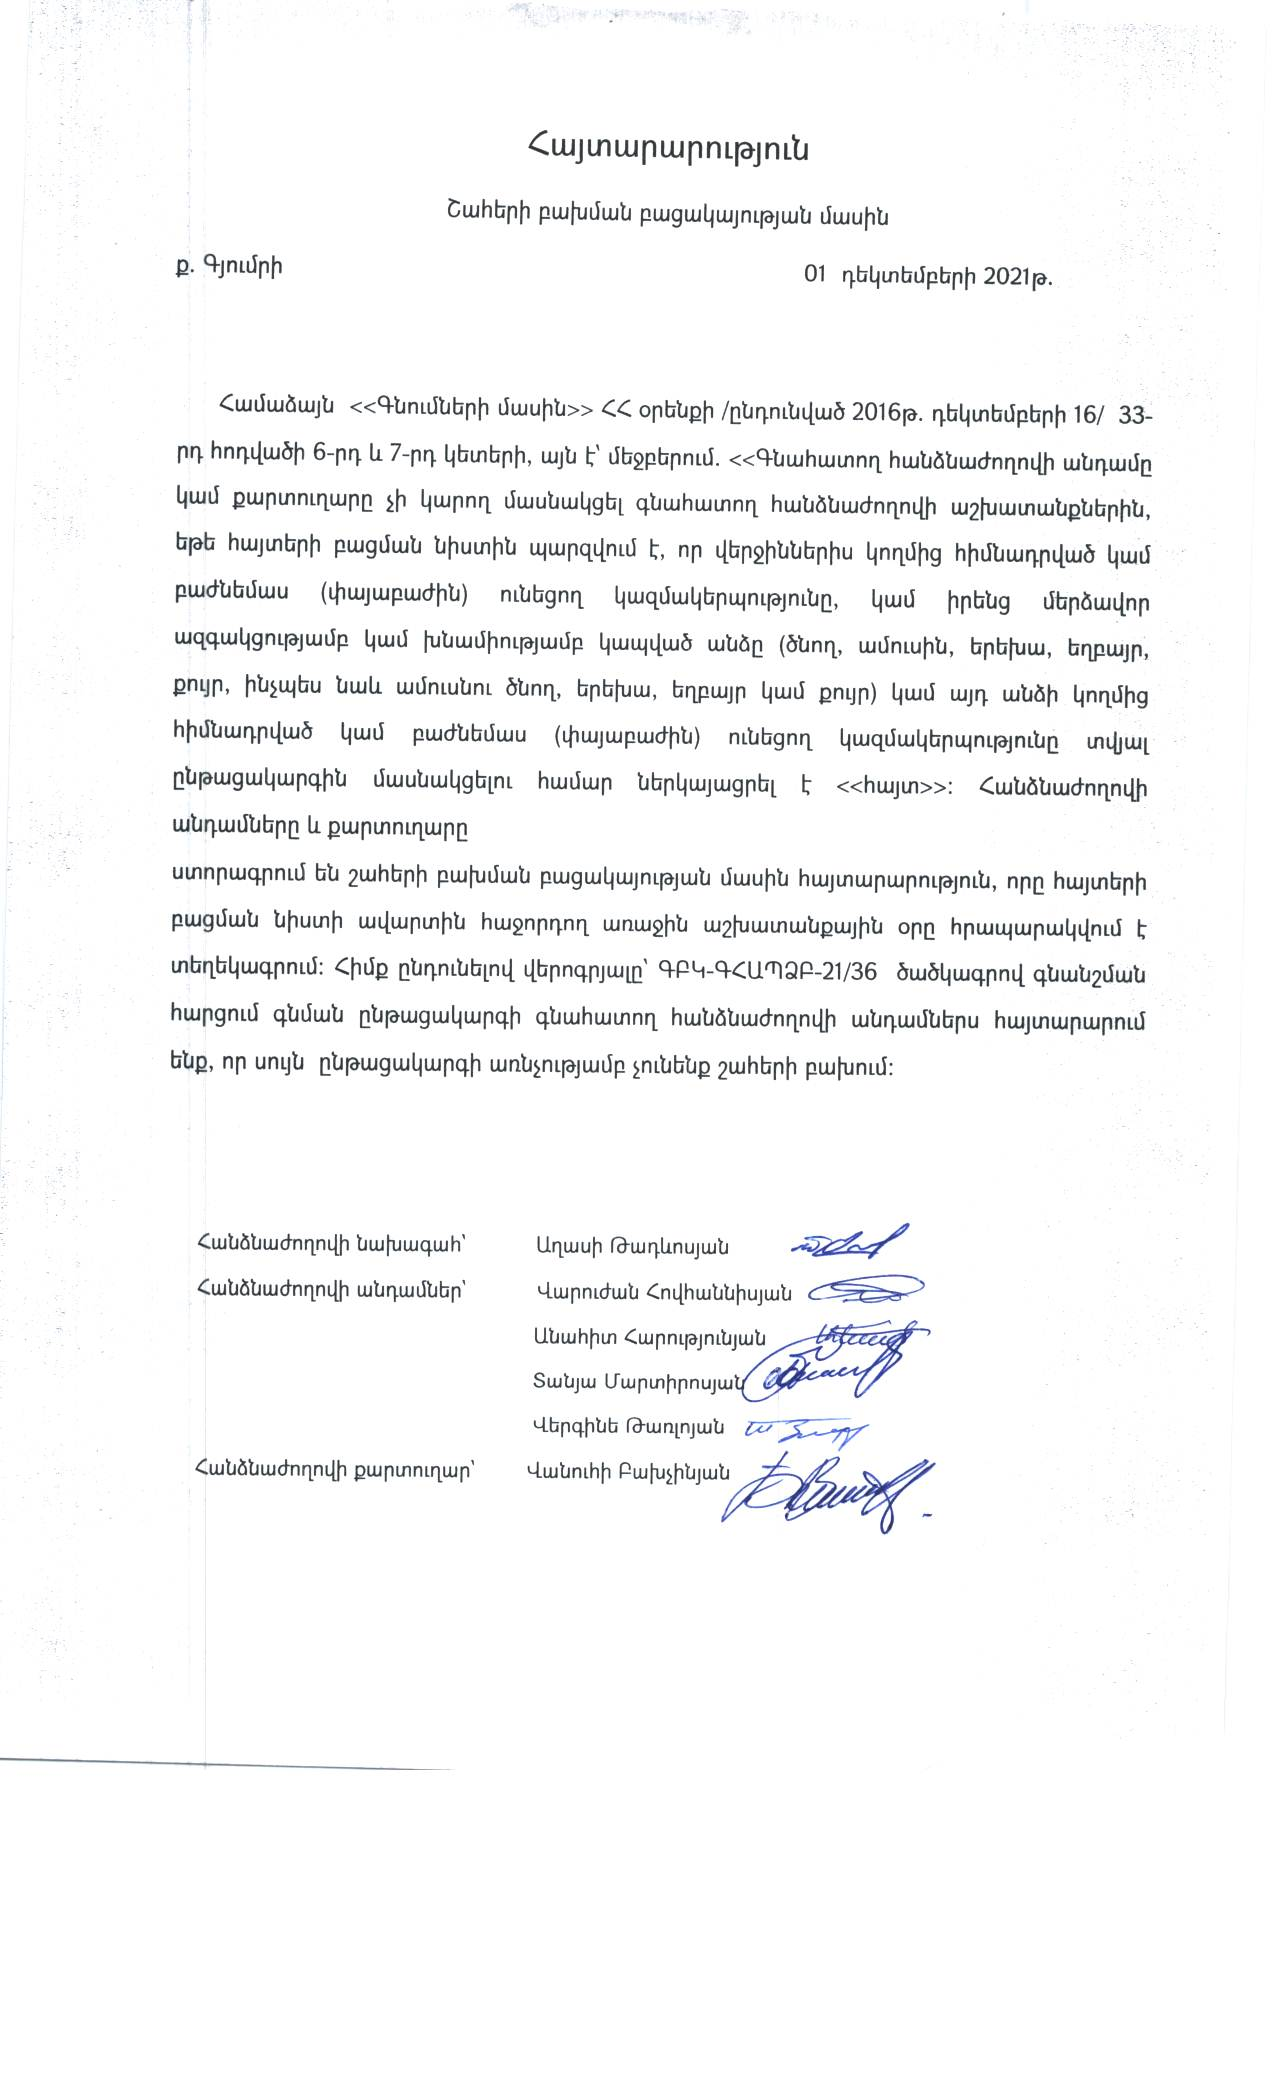 Հայտարարություն
Շահերի բախման բացակայության մասին
ք. Գյումրի 01 դեկտեմբերի 2021թ.
Համաձայն <<Գնումների մասին>> ՀՀ օրենքի /ընդունված 2016թ. դեկտեմբերի 16/ 33-
րդ հոդվածի 6-րդ և 7-րդ կետերի, այն է՝ մեջբերում. <<Գնահատող հանձնաժողովի անդամը
կամ քարտուղարը չի կարող մասնակցել գնահատող հանձնաժողովի աշխատանքներին,
եթե հայտերի բացման նիստին պարզվում է, որ վերջիններիս կողմից հիմնադրված կամ
բաժնեմաս (փայաբաժին) ունեցող կազմակերպությունը, կամ իրենց մերձավոր
ազգակցությամբ կամ խնամիությամբ կապված անձը (ծնող, ամուսին, երեխա, եղբայր,
քույր, ինչպես նաև ամուսնու ծնող, երեխա, եղբայր կամ քույր) կամ այդ անձի կողմից
հիմնադրված կամ բաժնեմաս (փայաբաժին) ունեցող կազմակերպությունը տվյալ
ընթացակարգին մասնակցելու համար ներկայացրել է <<հայտ>>: Հանձնաժողովի
անդամները և քարտուղարը
ստորագրում են շահերի բախման բացակայության մասին հայտարարություն, որը հայտերի
բացման նիստի ավարտին հաջորդող առաջին աշխատանքային օրը հրապարակվում է
տեղեկագրում: Հիմք ընդունելով վերոգրյալը՝ ԳԲԿ-ԳՀԱՊՁԲ-21/36 ծածկագրով գնանշման
հարցում գնման ընթացակարգի գնահատող հանձնաժողովի անդամներս հայտարարում
ենք, որ սույն ընթացակարգի առնչությամբ չունենք շահերի բախում:
Հանձնաժողովի նախագահ՝ Աղասի Թադևոսյան
Հանձնաժողովի անդամներ՝ Վարուժան Հովհաննիսյան
Անահիտ Հարությունյան
Տանյա Մարտիրոսյան
Վերգինե Թառլոյան
Հանձնաժողովի քարտուղար՝ Վանուհի Բախչինյան